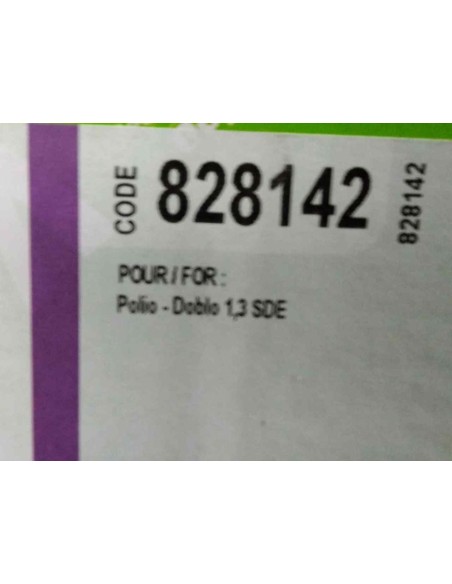 CODE 828142 828142
POUR / FOR :
Palio - Doblo 1,3 SDE